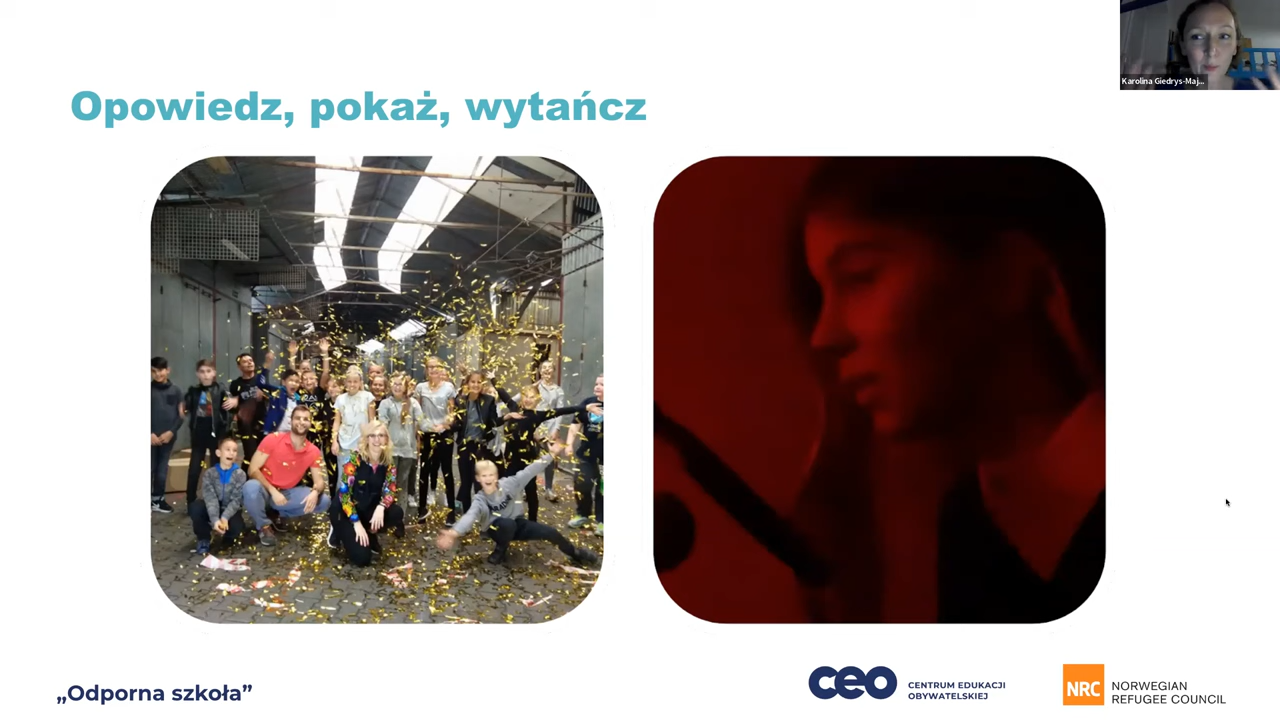 Karolina Giedrys-Maj...
Opowiedz, pokaż, wytańcz
„Odporna szkoła”
ceo CENTRUM EDUKACJI
OBYWATELSKIEJ
NRC NORWEGIAN
REFUGEE COUNCIL